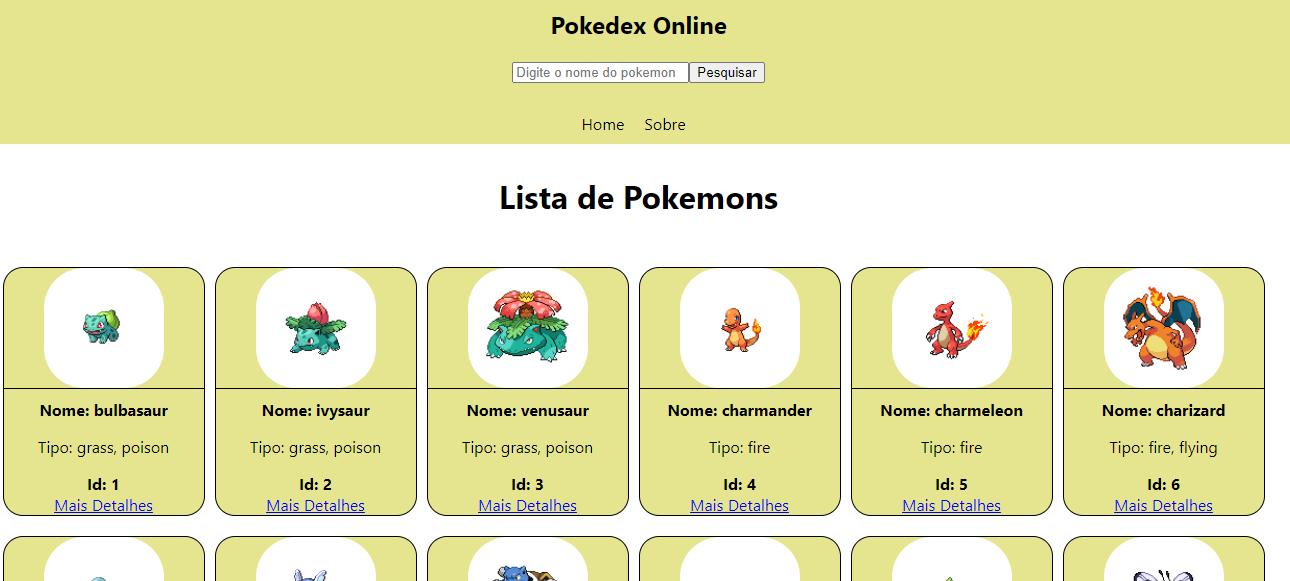 Pokedex Online
Digite o nome do pokemon Pesquisar
Home Sobre
Lista de Pokemons
Nome: bulbasaur
Tipo: grass, poison
Id: 1
Mais Detalhes
Nome: ivysaur
Tipo: grass, poison
Id: 2
Mais Detalhes
Nome: venusaur
Tipo: grass, poison
Id: 3
Mais Detalhes
Nome: charmander
Tipo: fire
Id: 4
Mais Detalhes
Nome: charmeleon
Tipo: fire
Id: 5
Mais Detalhes
Nome: charizard
Tipo: fire, flying
Id: 6
Mais Detalhes